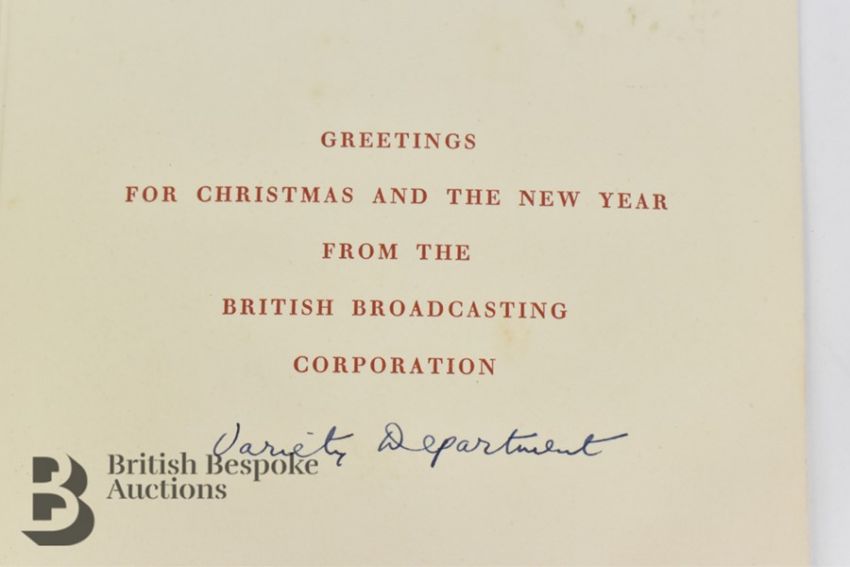 GREETINGS
FOR CHRISTMAS AND THE NEW YEAR
FROM THE
BRITISH BROADCASTING
CORPORATION
Variety Department
British Bespoke
Auctions